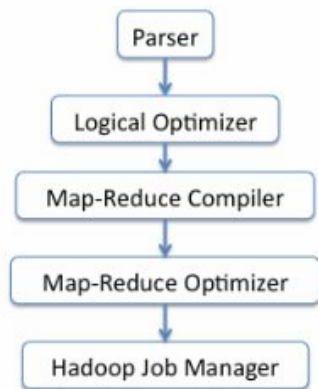 Parser
Logical Optimizer
Map-Reduce Compiler
Map-Reduce Optimizer
Hadoop Job Manager